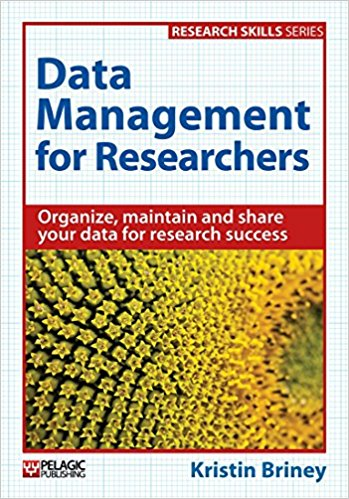 RESEARCH SKILLS SERIES
Data
Management
for Researchers
Organize, maintain and share
your data for research success
PELAGIC
PUBLISHING
Kristin Briney